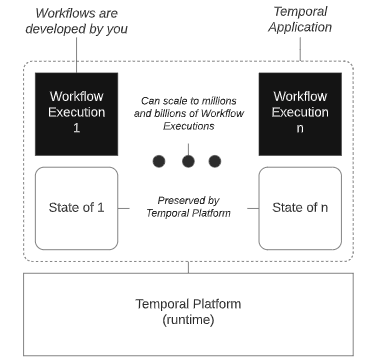 Workflows are
developed by you
Temporal
Application
Workflow
Execution
1
Can scale to millions
and billions of Workflow
Executions
Workflow
Execution
n
State of 1
Preserved by
Temporal Platform
State of n
Temporal Platform
(runtime)